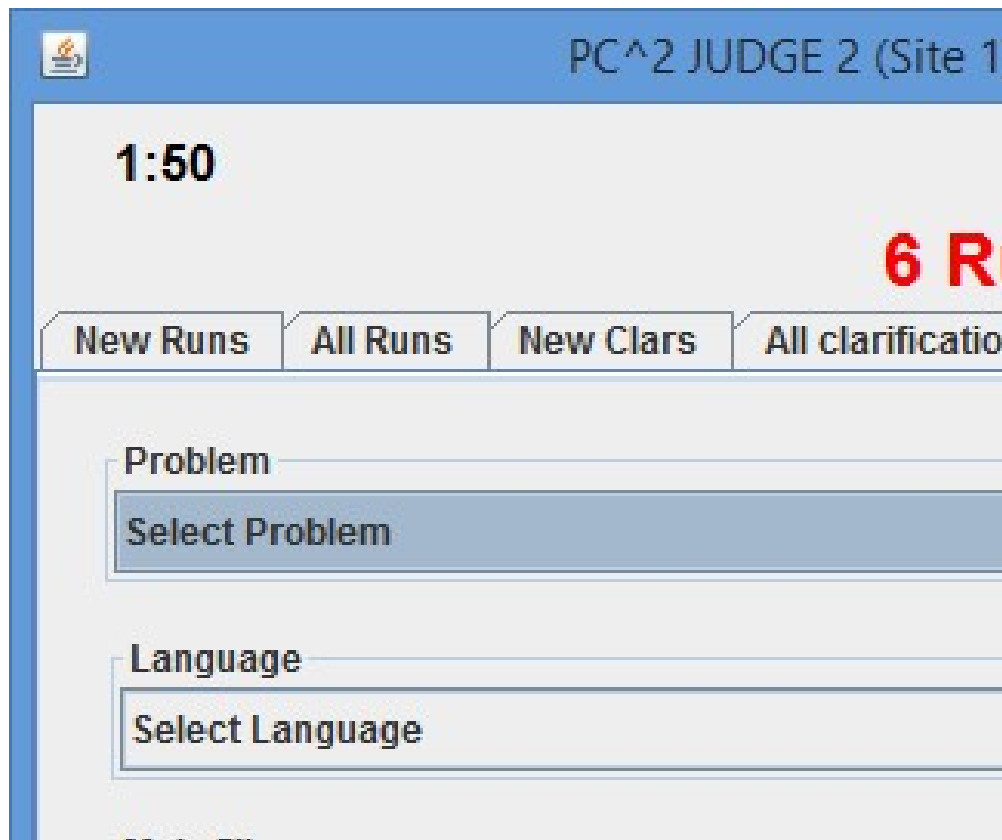 PC^2 JUDGE 2 (Site 1
1:50
6 R
New Runs All Runs New Clars All clarificatio
Problem
Select Problem
Language
Select Language